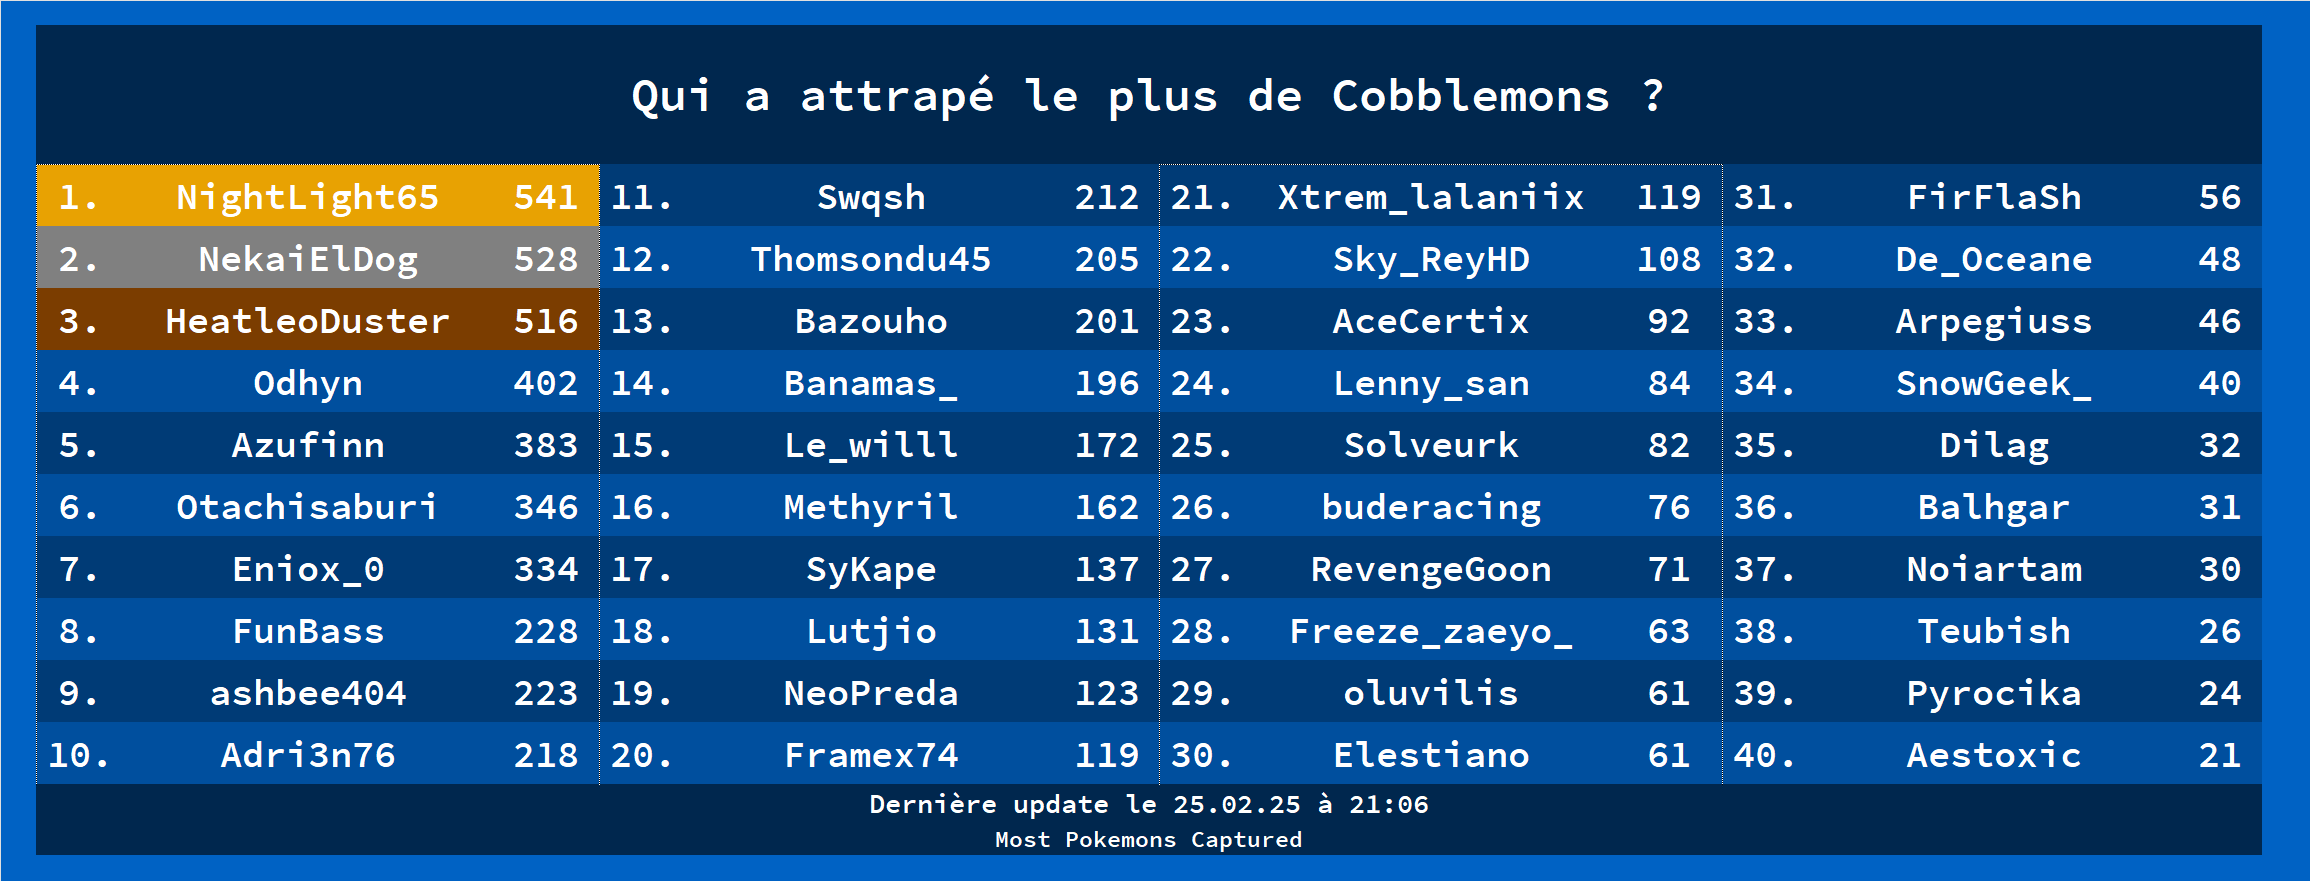 Qui a attrapé le plus de Cobblemons ?
1. NightLight65 541
2. NekaiElDog 528
3. HeatleoDuster 516
4. Odhyn 402
5. Azufinn 383
6. Otachisaburi 346
7. Eniox_0 334
8. FunBass 228
9. ashbee404 223
10. Adri3n76 218
11. Swqsh 212
12. Thomsondu45 205
13. Bazouho 201
14. Banamas_ 196
15. Le_willl 172
16. Methyril 162
17. SyKape 137
18. Lutjio 131
19. NeoPreda 123
20. Framex74 119
21. Xtrem_lalaniix 119
22. Sky_ReyHD 108
23. AceCertix 92
24. Lenny_san 84
25. Solveurk 82
26. buderacing 76
27. RevengeGoon 71
28. Freeze_zaeyo_ 63
29. oluvilis 61
30. Elestiano 61
31. FirFlaSh 56
32. De_Oceane 48
33. Arpegiuss 46
34. SnowGeek_ 40
35. Dilag 32
36. Balhgar 31
37. Noiartam 30
38. Teubish 26
39. Pyrocika 24
40. Aestoxic 21
Dernière update le 25.02.25 à 21:06
Most Pokemons Captured